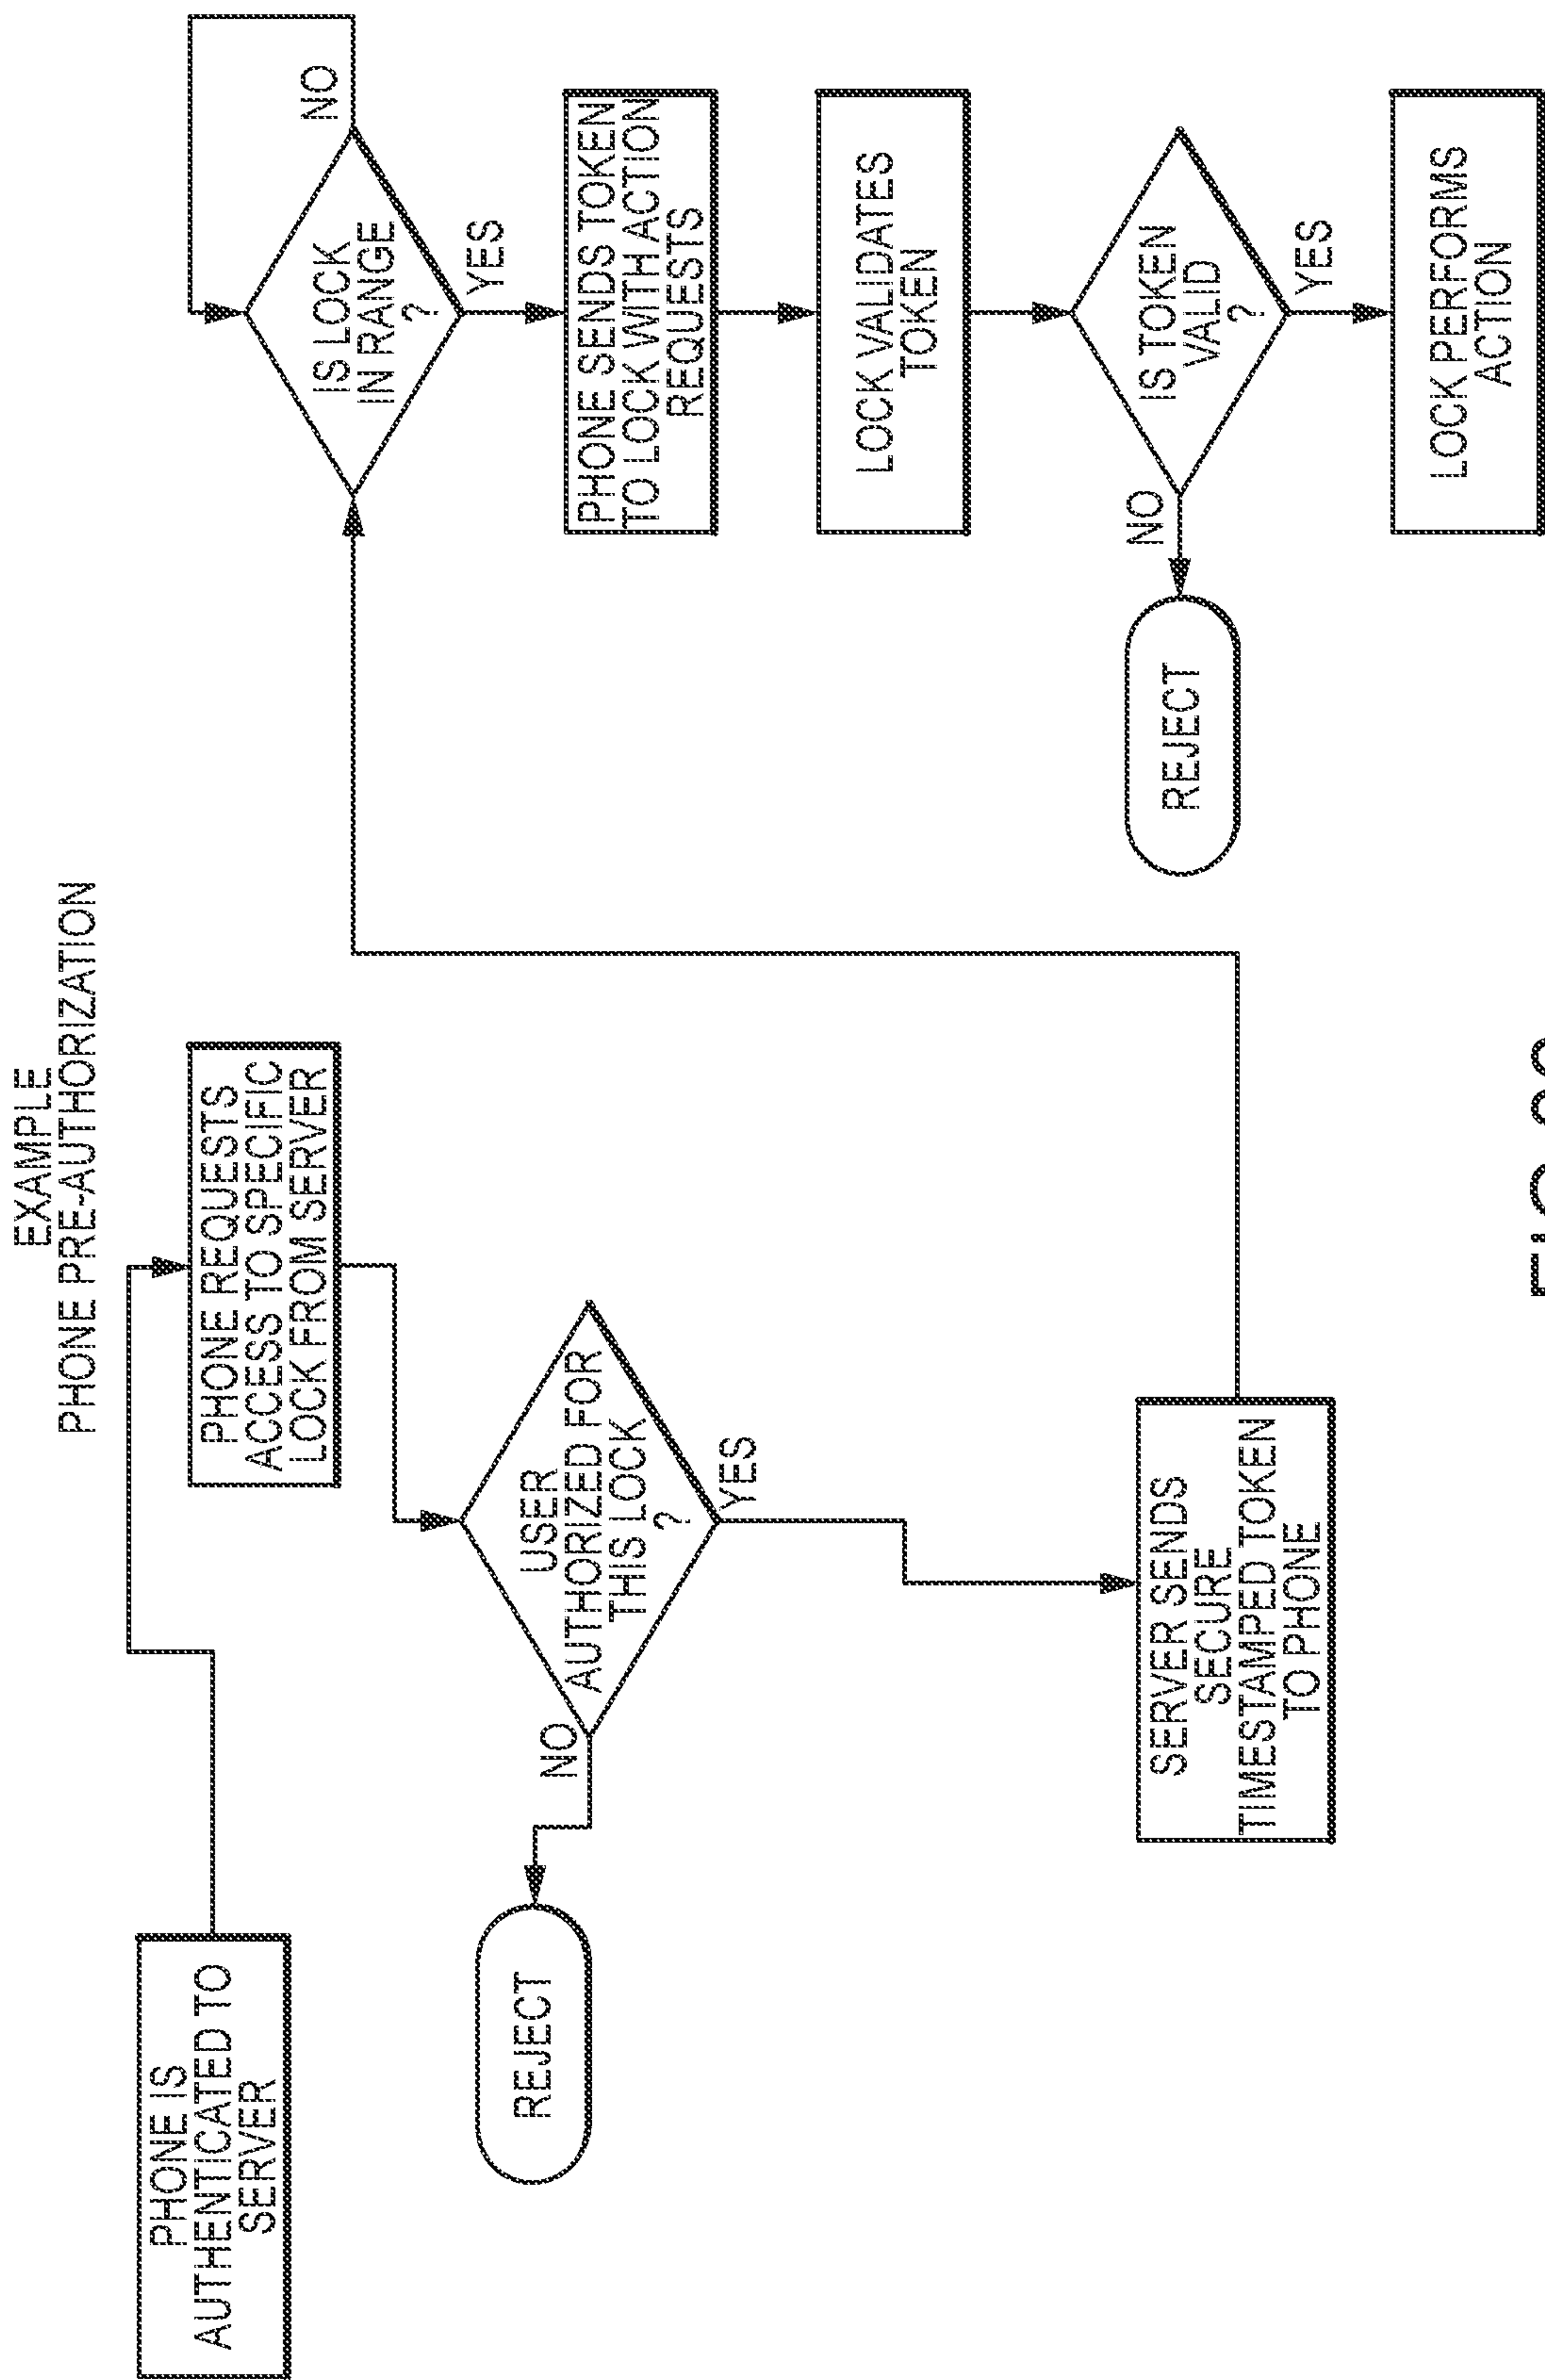 EXAMPLE
PHONE PRE-AUTHORIZATION
PHONE IS
AUTHENTICATED TO
SERVER
PHONE REQUESTS
ACCESS TO SPECIFIC
LOCK FROM SERVER
USER
AUTHORIZED FOR
THIS LOCK
?
NO
REJECT
YES
SERVER SENDS
SECURE
TIMESTAMPED TOKEN
TO PHONE
IS LOCK
IN RANGE
?
NO
YES
PHONE SENDS TOKEN
TO LOCK WITH ACTION
REQUESTS
LOCK VALIDATES
TOKEN
IS TOKEN
VALID
?
NO
REJECT
YES
LOCK PERFORMS
ACTION